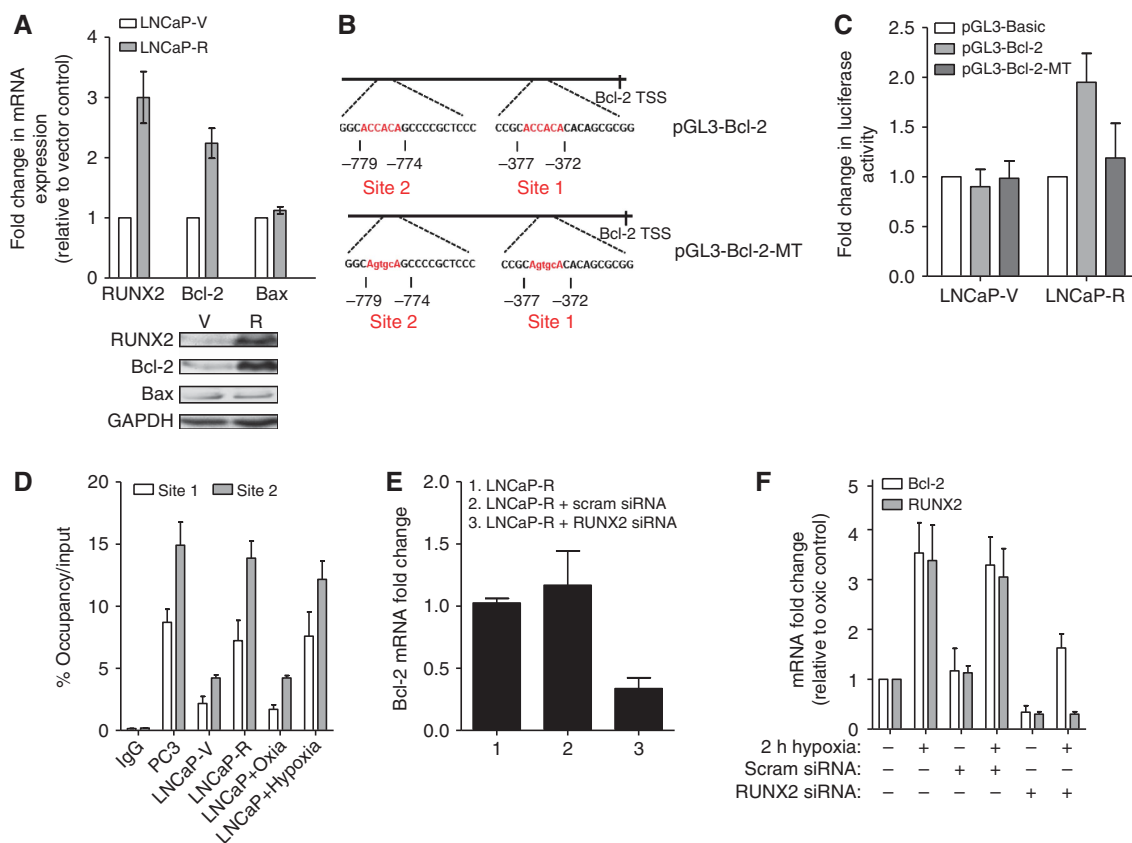 A
LNCaP-V
LNCaP-R
Fold change in mRNA
expression
(relative to vector control)
4
3
2
1
0
RUNX2 Bcl-2 Bax
V R
RUNX2
Bcl-2
Bax
GAPDH
B
Bcl-2 TSS
GGCACCACAGCCCCGCTCCC CCGCACCACACACAGCGCGG
pGL3-Bcl-2
–779 –774 –377 –372
Site 2 Site 1
Bcl-2 TSS
pGL3-Bcl-2-MT
GGCAgtgcAGCCCCGCTCCC CCGCAgtgcACACAGCGCGG
–779 –774 –377 –372
Site 2 Site 1
C
pGL3-Basic
pGL3-Bcl-2
pGL3-Bcl-2-MT
Fold change in luciferase
activity
2.5
2.0
1.5
1.0
0.5
0.0
LNCaP-V LNCaP-R
D
Site 1 Site 2
% Occupancy/input
20
15
10
5
0
IgG
PC3
LNCaP-V
LNCaP-R
LNCaP+Oxia
LNCaP+Hypoxia
E
1. LNCaP-R
2. LNCaP-R + scram siRNA
3. LNCaP-R + RUNX2 siRNA
Bcl-2 mRNA fold change
2.0
1.5
1.0
0.5
0.0
1 2 3
F
Bcl-2
RUNX2
mRNA fold change
(relative to oxic control)
5
4
3
2
1
0
2 h hypoxia: – + – + – +
Scram siRNA: – – + + – –
RUNX2 siRNA: – – – – + +